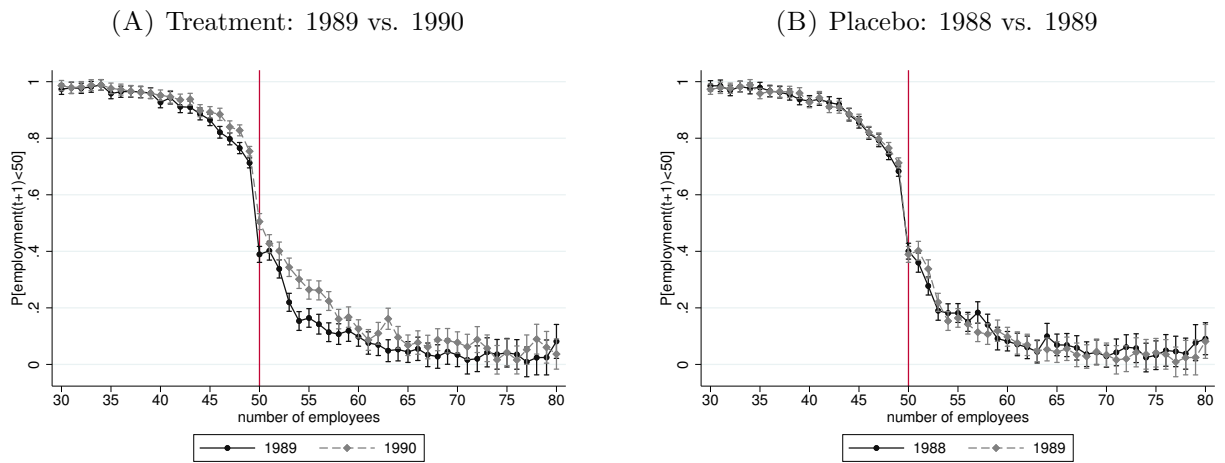 (A) Treatment: 1989 vs. 1990
P[employment(t+1)<50]
1
.8
.6
.4
.2
0
30 35 40 45 50 55 60 65 70 75 80
number of employees
1989 1990
(B) Placebo: 1988 vs. 1989
P[employment(t+1)<50]
1
.8
.6
.4
.2
0
30 35 40 45 50 55 60 65 70 75 80
number of employees
1988 1989